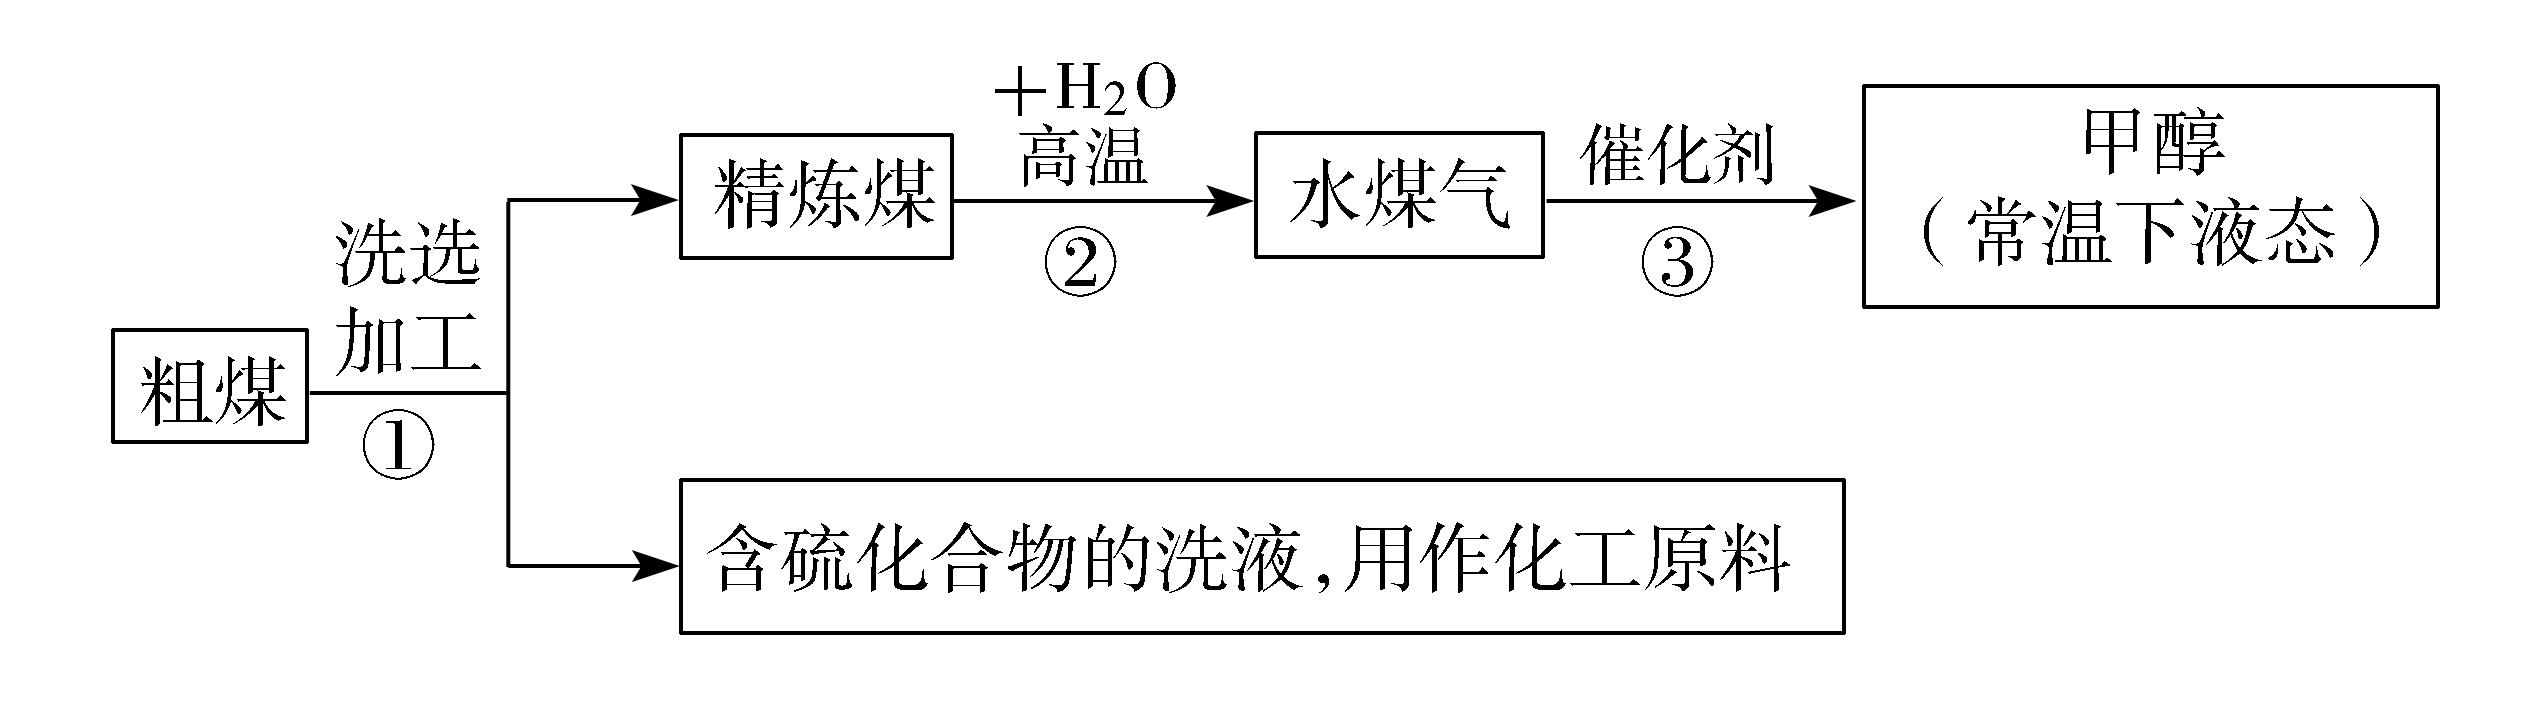 粗煤
洗选
加工
①
精炼煤
+H₂O
高温
②
水煤气
催化剂
③
甲醇
(常温下液态)
含硫化合物的洗液,用作化工原料